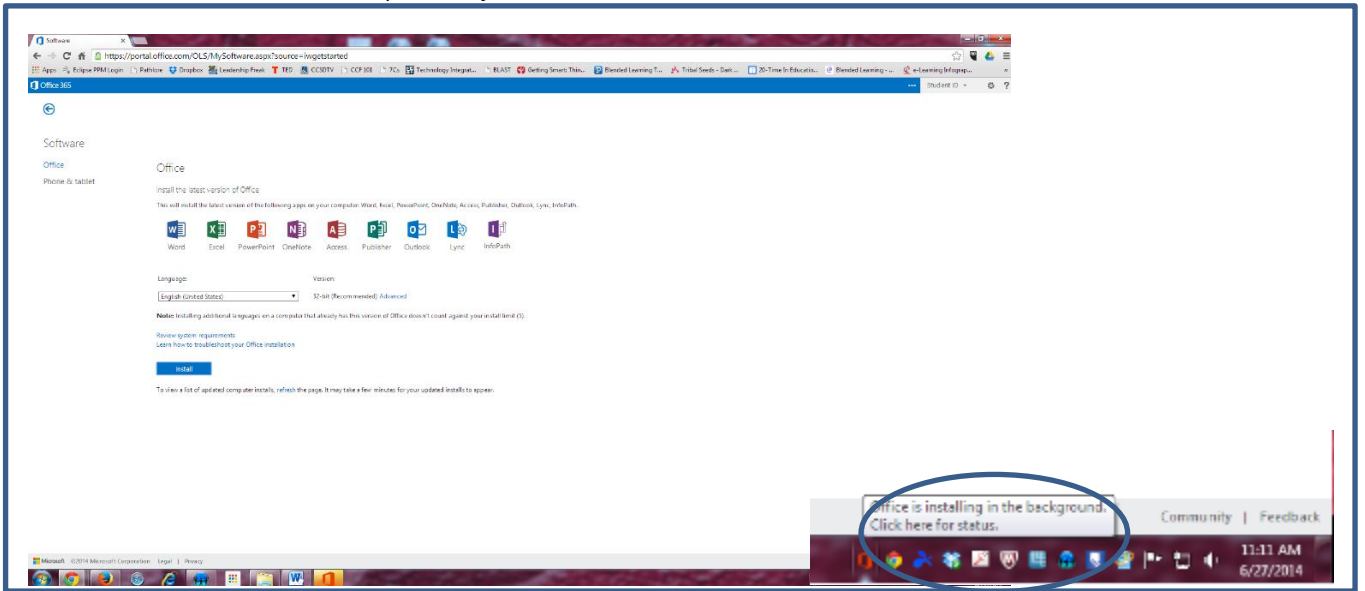 Software
https://portal.office.com/OLS/MySoftware.aspx?source=iwgetstarted
Apps Eclipse PPM Login Pathbrite Dropbox Leadership Freak TED CCSDTV CCF 101 7Cs Technology Integrat... BLAST Getting Smart: Thin... Blended Learning T... Tribal Seeds - Dark ... 20-Time In Educatio... Blended Learning - ... e-Learning Infograp...
Office 365 Student ID ?
Software
Office
Phone & tablet
Office
Install the latest version of Office
This will install the latest version of the following apps on your computer: Word, Excel, PowerPoint, OneNote, Access, Publisher, Outlook, Lync, InfoPath.
Word Excel PowerPoint OneNote Access Publisher Outlook Lync InfoPath
Language: Version:
English (United States) 32-bit (Recommended) Advanced
Note: Installing additional languages on a computer that already has this version of Office doesn't count against your install limit (5).
Review system requirements
Learn how to troubleshoot your Office installation
Install
To view a list of updated computer installs, refresh the page. It may take a few minutes for your updated installs to appear.
Office is installing in the background.
Click here for status.
Community | Feedback
11:11 AM
6/27/2014
Microsoft ©2014 Microsoft Corporation Legal | Privacy